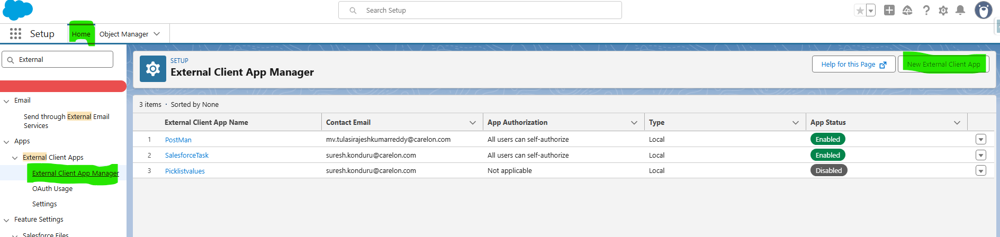 Search Setup
Setup
Home
Object Manager
External
Email
Send through External Email
Services
Apps
External Client Apps
External Client App Manager
OAuth Usage
Settings
Feature Settings
Salesforce Files
SETUP
External Client App Manager
Help for this Page
New External Client App
3 items · Sorted by None
External Client App Name Contact Email App Authorization Type App Status
1 PostMan mv.tulasirajeshkumarreddy@carelon.com All users can self-authorize Local Enabled
2 SalesforceTask suresh.konduru@carelon.com All users can self-authorize Local Enabled
3 Picklistvalues suresh.konduru@carelon.com Not applicable Local Disabled